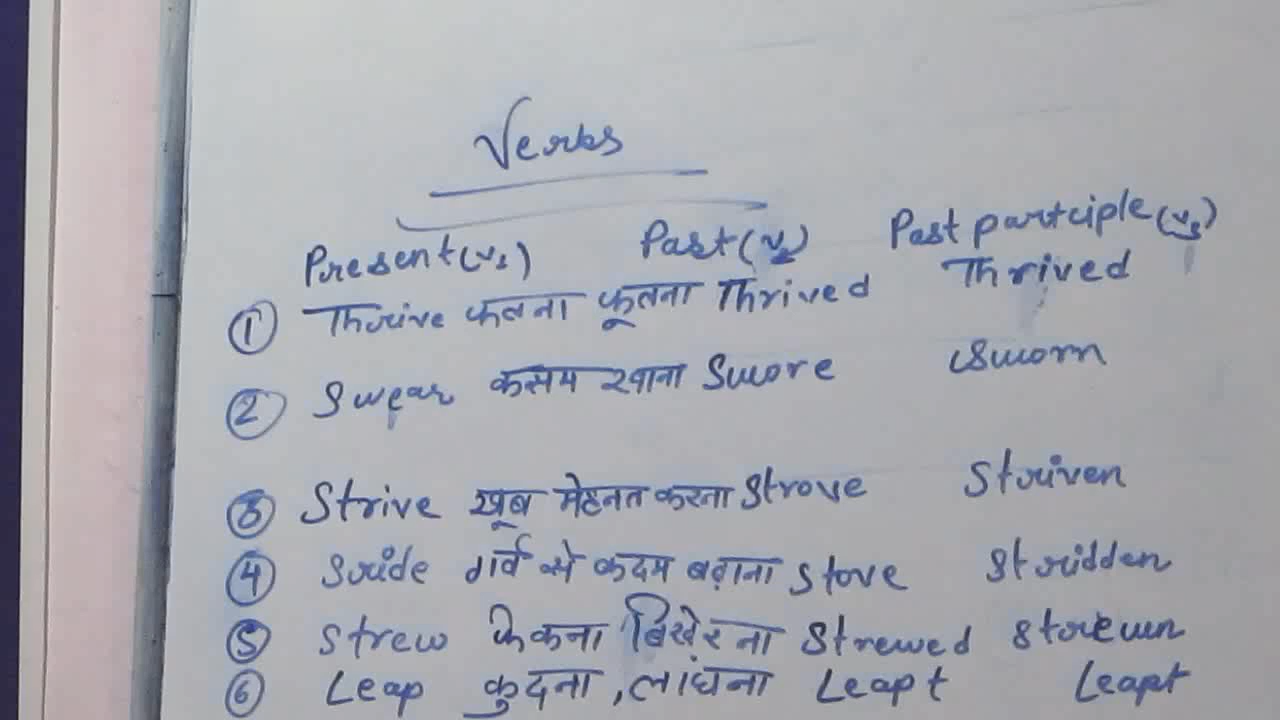 Verbs
Present(v1) Past(v2) Past participle(v3)
① Thrive फलना फूलना Thrived Thrived
② Swear कसम खाना Swore Sworn
③ Strive खूब मेहनत करना Strove Striven
④ Sride गर्व से कदम बढ़ाना Stove Stridden
⑤ Strew फेकना बिखेरना Strewed Strewn
⑥ Leap कुदना, लांघना Leapt Leapt